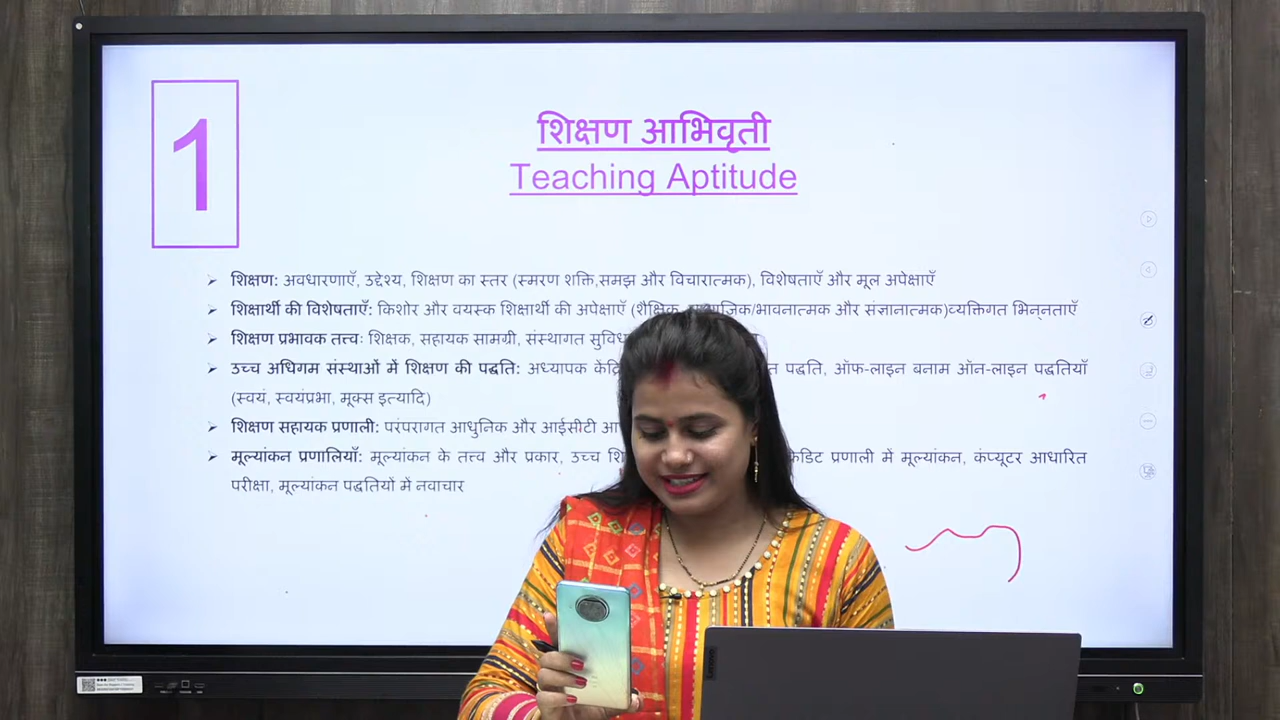 1
शिक्षण आभिवृती
Teaching Aptitude
➢ शिक्षण: अवधारणाएँ, उद्देश्य, शिक्षण का स्तर (स्मरण शक्ति,समझ और विचारात्मक), विशेषताएँ और मूल अपेक्षाएँ
➢ शिक्षार्थी की विशेषताएँ: किशोर और वयस्क शिक्षार्थी की अपेक्षाएँ (शैक्षिक, /भावनात्मक और संज्ञानात्मक)व्यक्तिगत भिन्नताएँ
➢ शिक्षण प्रभावक तत्त्वः शिक्षक, सहायक सामग्री, संस्थागत
➢ उच्च अधिगम संस्थाओं में शिक्षण की पद्धति: अध्यापक पद्धति, ऑफ-लाइन बनाम ऑन-लाइन पद्धतियाँ
(स्वयं, स्वयंप्रभा, मूक्स इत्यादि)
➢ शिक्षण सहायक प्रणाली: परंपरागत आधुनिक और आईसीटी
➢ मूल्यांकन प्रणालियाँ: मूल्यांकन के तत्त्व और प्रकार, उच्च प्रणाली में मूल्यांकन, कंप्यूटर आधारित
परीक्षा, मूल्यांकन पद्धतियों में नवाचार
Lenovo